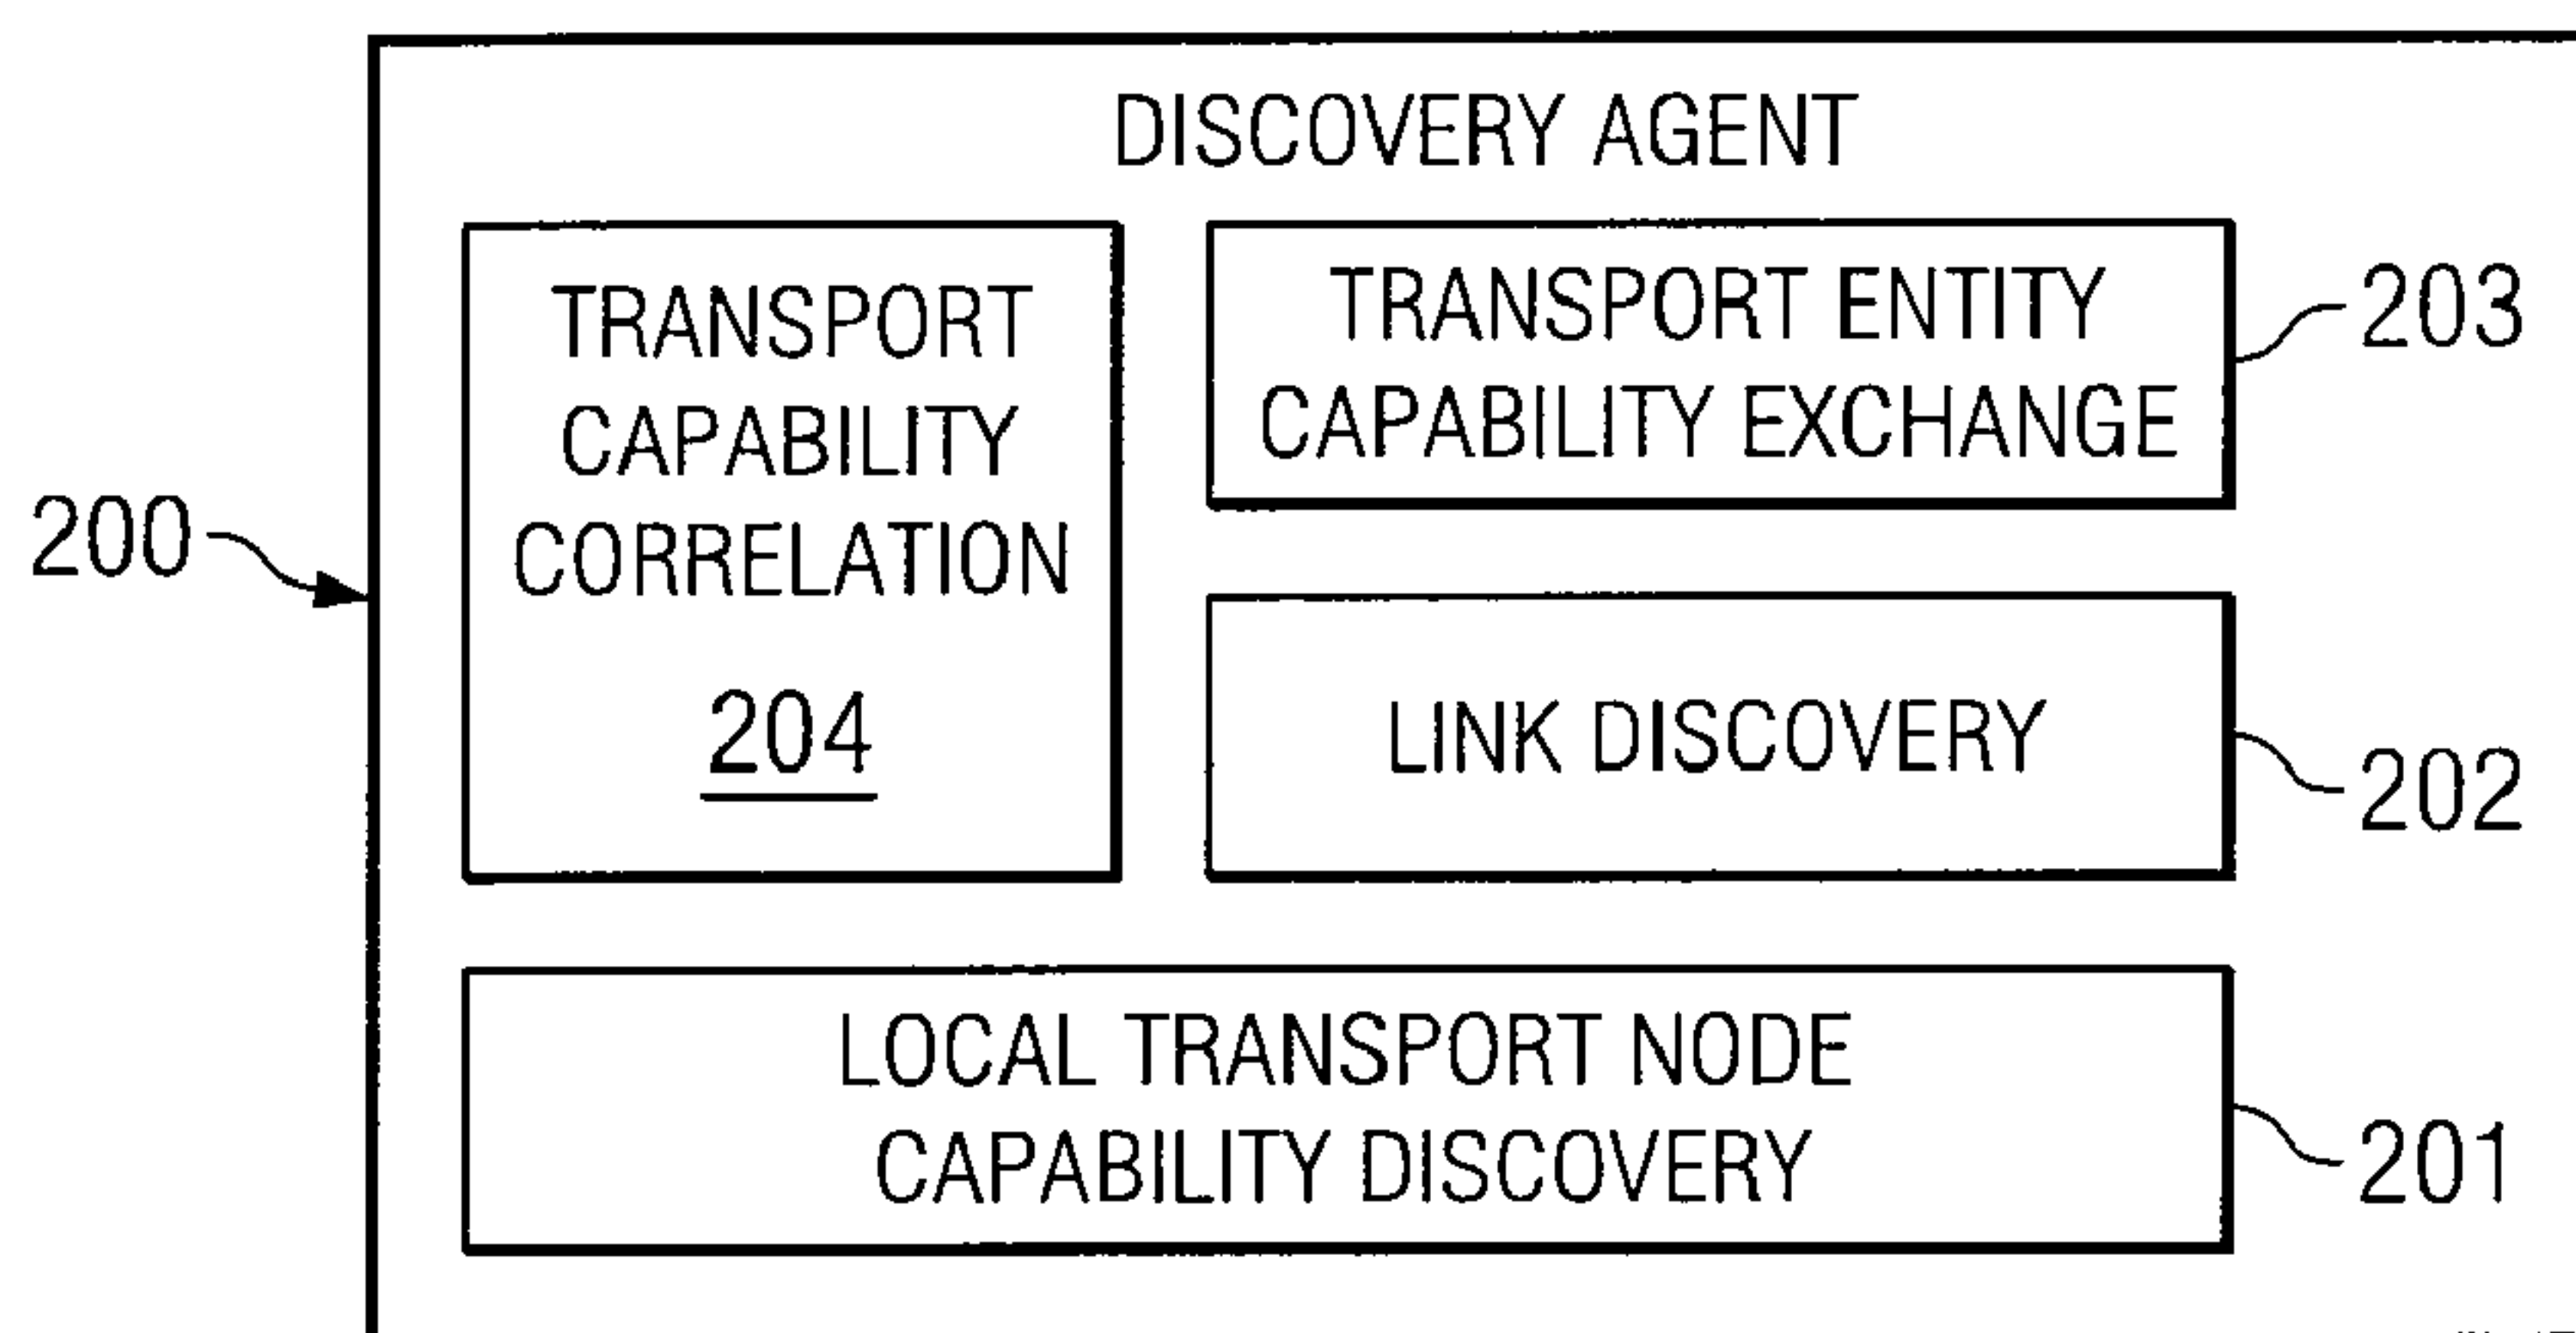 DISCOVERY AGENT
TRANSPORT
CAPABILITY
CORRELATION
204
TRANSPORT ENTITY
CAPABILITY EXCHANGE
203
200
LINK DISCOVERY
202
LOCAL TRANSPORT NODE
CAPABILITY DISCOVERY
201